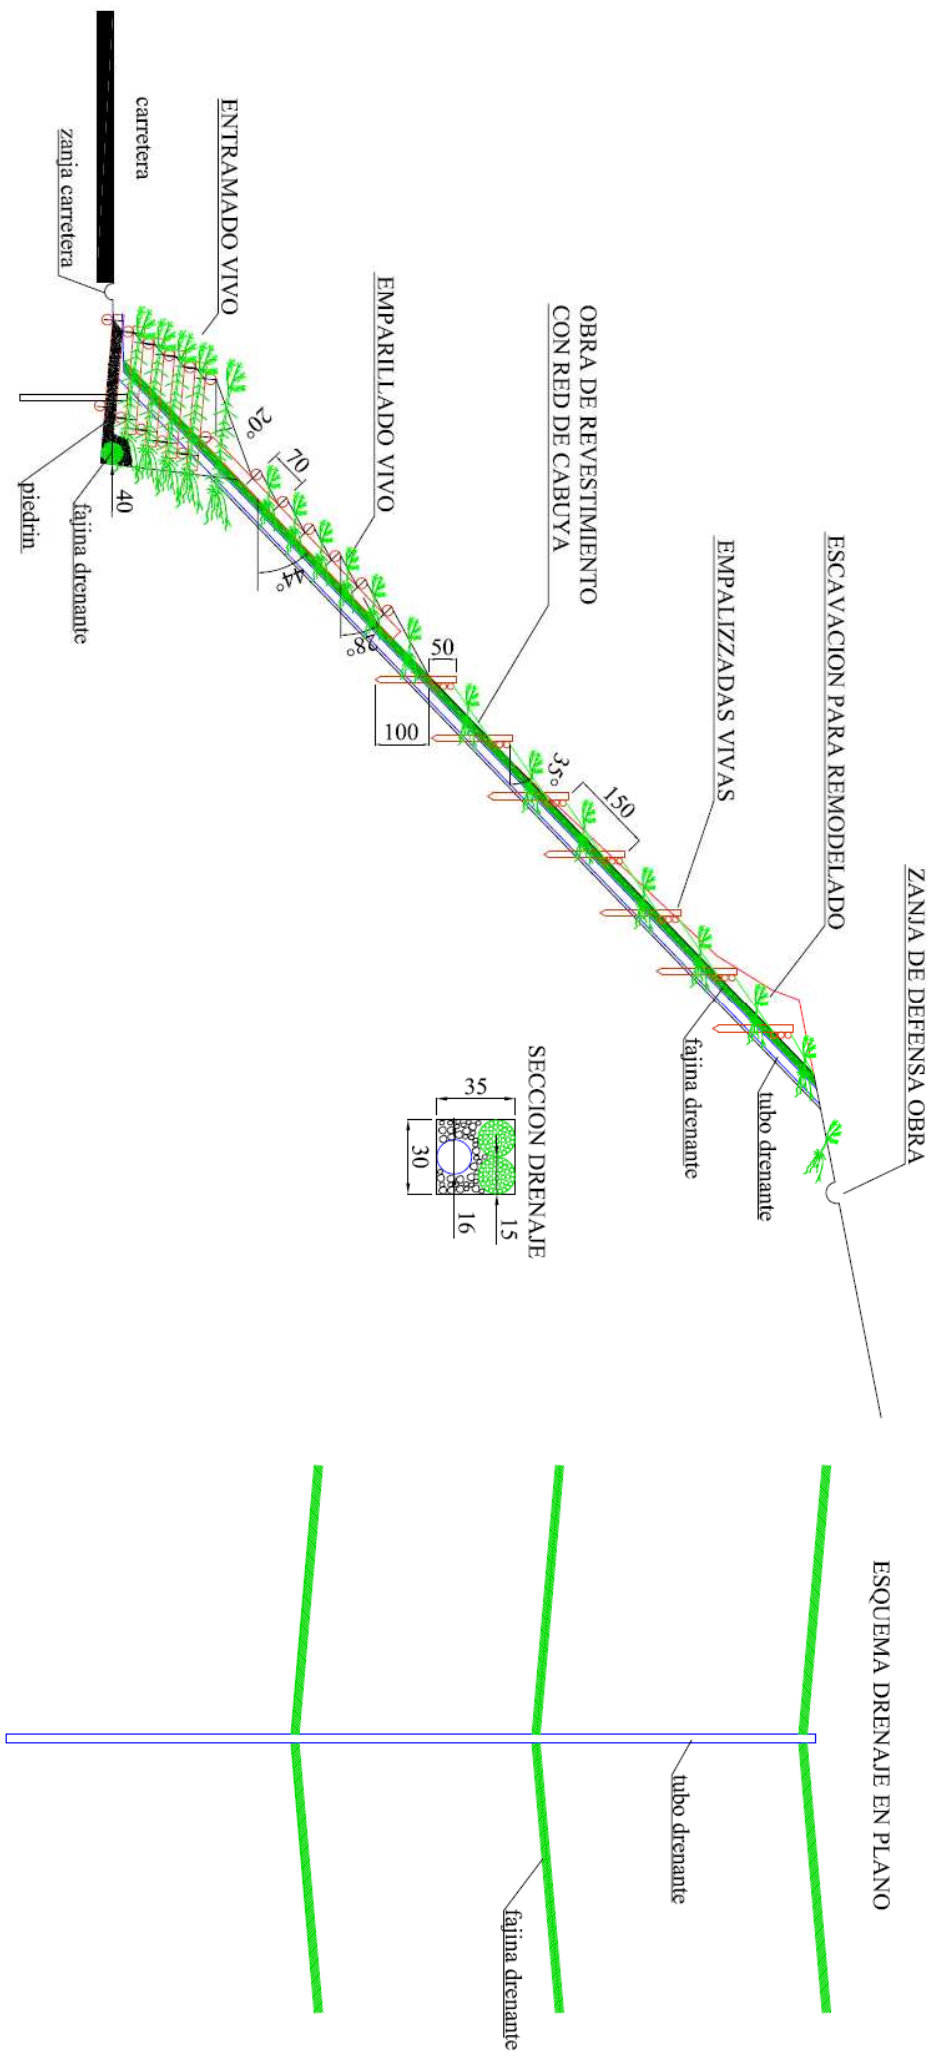 ZANJA DE DEFENSA OBRA
ESCAVACION PARA REMODELADO
EMPALIZZADAS VIVAS
OBRA DE REVESTIMIENTO
CON RED DE CABUYA
EMPARILLADO VIVO
ENTRAMADO VIVO
carretera
zanja carretera
20°
70
44°
28°
50
100
35°
150
40
piedrin
fajina drenante
fajina drenante
tubo drenante
SECCION DRENAJE
35
30
16
15
ESQUEMA DRENAJE EN PLANO
tubo drenante
fajina drenante